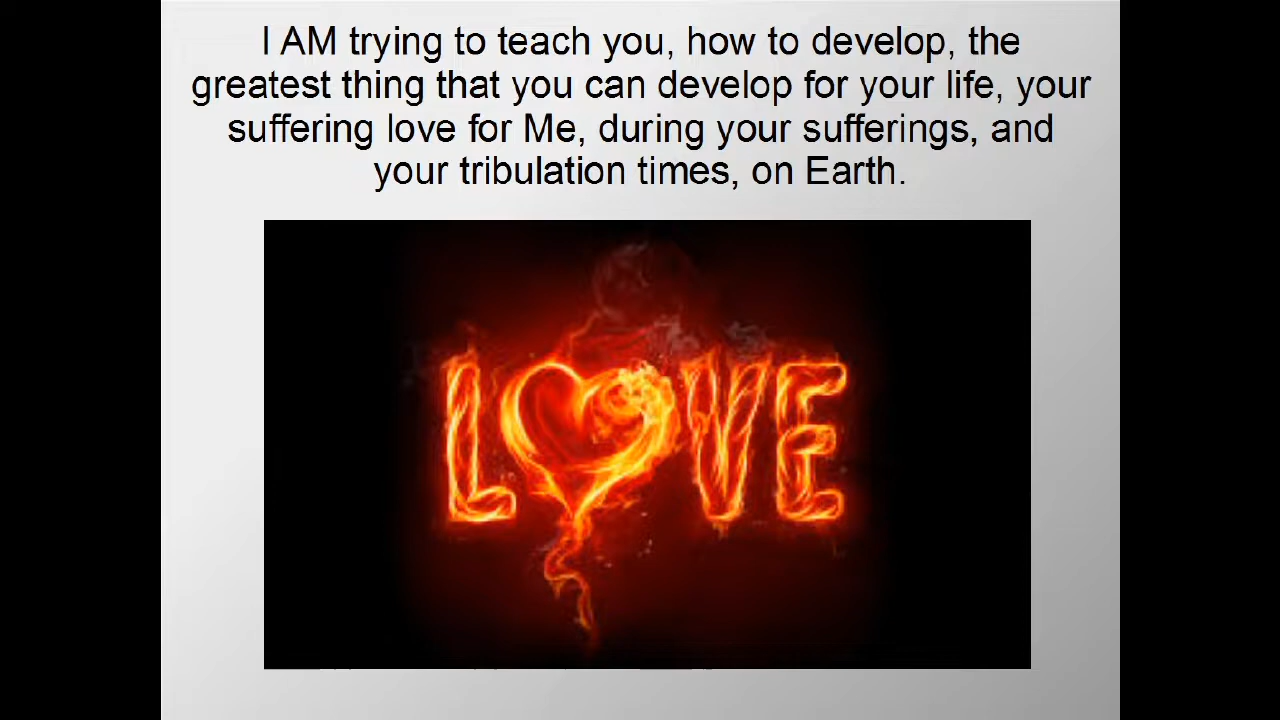 I AM trying to teach you, how to develop, the
greatest thing that you can develop for your life, your
suffering love for Me, during your sufferings, and
your tribulation times, on Earth.
LOVE